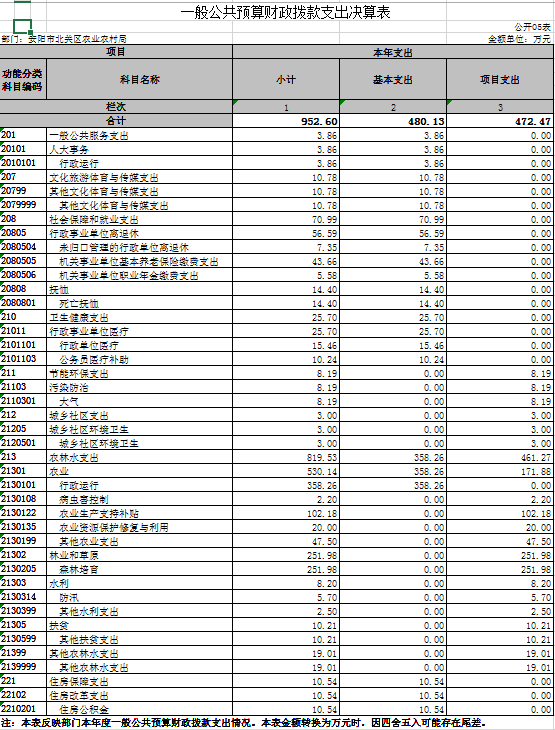 一般公共预算财政拨款支出决算表
公开05表
部门：安阳市北关区农业农村局 金额单位：万元
项目 本年支出
功能分类科目编码 科目名称 小计 基本支出 项目支出
栏次 1 2 3
合计 952.60 480.13 472.47
201 一般公共服务支出 3.86 3.86 0.00
20101 人大事务 3.86 3.86 0.00
2010101 行政运行 3.86 3.86 0.00
207 文化旅游体育与传媒支出 10.78 10.78 0.00
20799 其他文化体育与传媒支出 10.78 10.78 0.00
2079999 其他文化体育与传媒支出 10.78 10.78 0.00
208 社会保障和就业支出 70.99 70.99 0.00
20805 行政事业单位离退休 56.59 56.59 0.00
2080504 未归口管理的行政单位离退休 7.35 7.35 0.00
2080505 机关事业单位基本养老保险缴费支出 43.66 43.66 0.00
2080506 机关事业单位职业年金缴费支出 5.58 5.58 0.00
20808 抚恤 14.40 14.40 0.00
2080801 死亡抚恤 14.40 14.40 0.00
210 卫生健康支出 25.70 25.70 0.00
21011 行政事业单位医疗 25.70 25.70 0.00
2101101 行政单位医疗 15.46 15.46 0.00
2101103 公务员医疗补助 10.24 10.24 0.00
211 节能环保支出 8.19 0.00 8.19
21103 污染防治 8.19 0.00 8.19
2110301 大气 8.19 0.00 8.19
212 城乡社区支出 3.00 0.00 3.00
21205 城乡社区环境卫生 3.00 0.00 3.00
2120501 城乡社区环境卫生 3.00 0.00 3.00
213 农林水支出 819.53 358.26 461.27
21301 农业 530.14 358.26 171.88
2130101 行政运行 358.26 358.26 0.00
2130108 病虫害控制 2.20 0.00 2.20
2130122 农业生产支持补贴 102.18 0.00 102.18
2130135 农业资源保护修复与利用 20.00 0.00 20.00
2130199 其他农业支出 47.50 0.00 47.50
21302 林业和草原 251.98 0.00 251.98
2130205 森林培育 251.98 0.00 251.98
21303 水利 8.20 0.00 8.20
2130314 防汛 5.70 0.00 5.70
2130399 其他水利支出 2.50 0.00 2.50
21305 扶贫 10.21 0.00 10.21
2130599 其他扶贫支出 10.21 0.00 10.21
21399 其他农林水支出 19.01 0.00 19.01
2139999 其他农林水支出 19.01 0.00 19.01
221 住房保障支出 10.54 10.54 0.00
22102 住房改革支出 10.54 10.54 0.00
2210201 住房公积金 10.54 10.54 0.00
注：本表反映部门本年度一般公共预算财政拨款支出情况。本表金额转换为万元时，因四舍五入可能存在尾差。